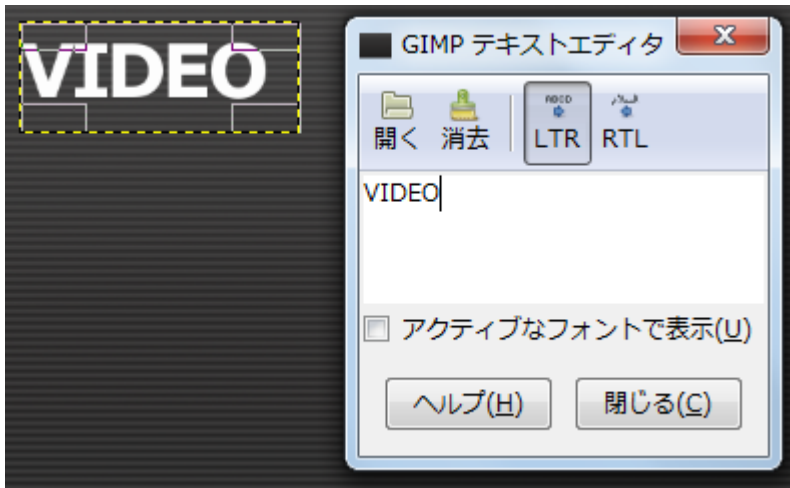 VIDEO
GIMP テキストエディタ
開く 消去 LTR RTL
VIDEO
アクティブなフォントで表示(U)
ヘルプ(H) 閉じる(C)